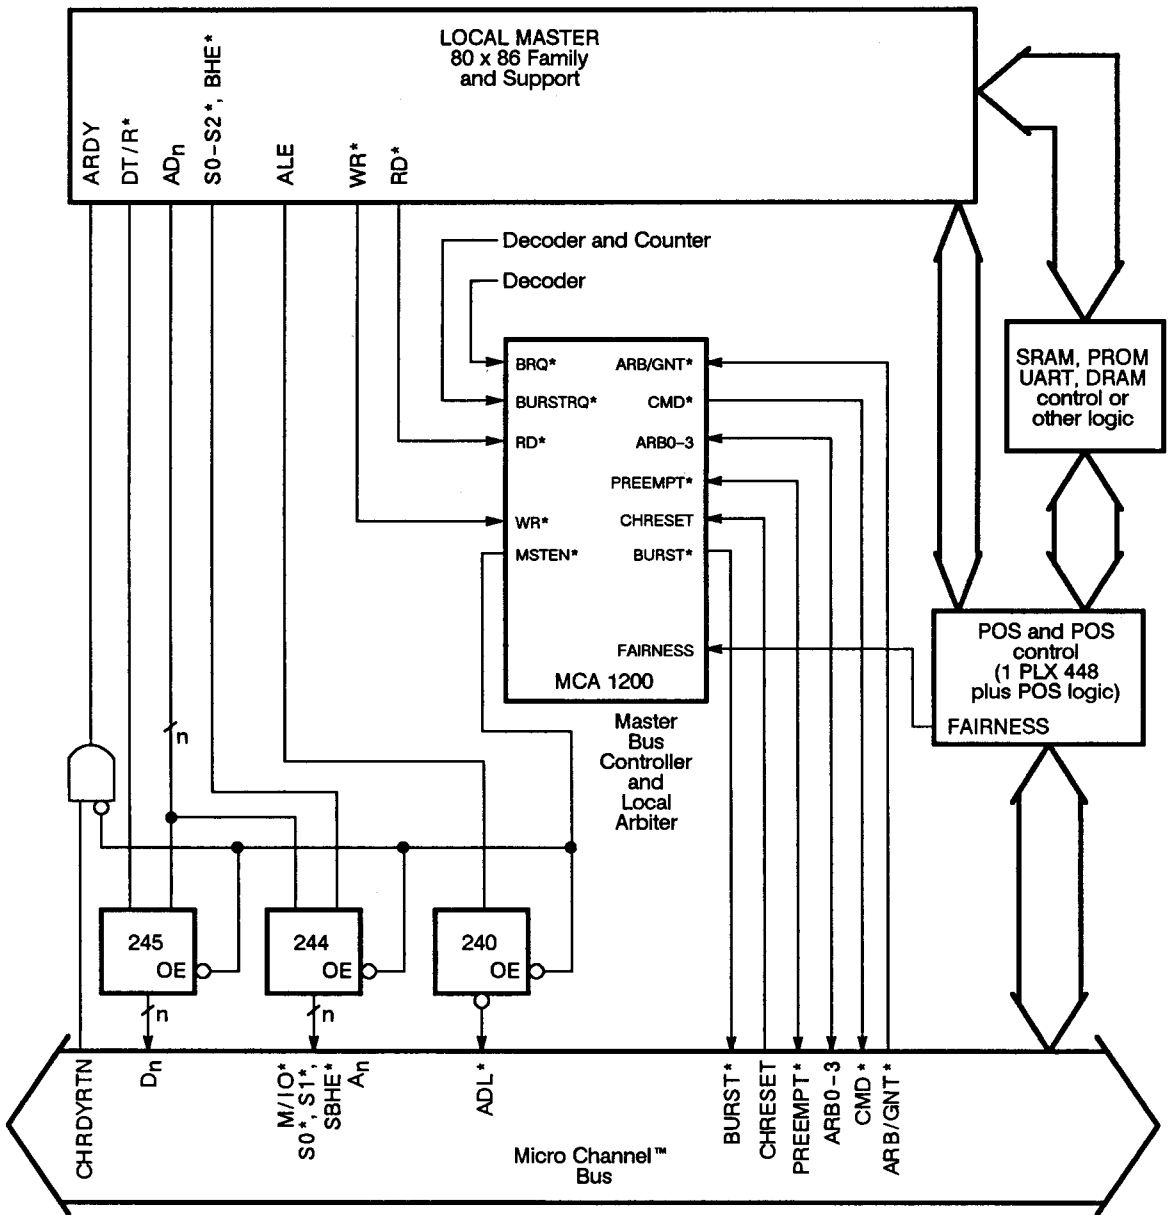 LOCAL MASTER
80 x 86 Family
and Support
ARDY
DT/R*
ADn
S0-S2*, BHE*
ALE
WR*
RD*
Decoder and Counter
Decoder
BRQ*
BURSTRQ*
RD*
WR*
MSTEN*
ARB/GNT*
CMD*
ARB0-3
PREEMPT*
CHRESET
BURST*
FAIRNESS
MCA 1200
Master
Bus
Controller
and
Local
Arbiter
SRAM, PROM
UART, DRAM
control or
other logic
POS and POS
control
(1 PLX 448
plus POS logic)
FAIRNESS
n
245
OE
244
OE
240
OE
n
n
CHRDYRTN
Dn
M/IO*
S0*, S1*,
SBHE*
An
ADL*
BURST*
CHRESET
PREEMPT*
ARB0-3
CMD*
ARB/GNT*
Micro Channel™
Bus